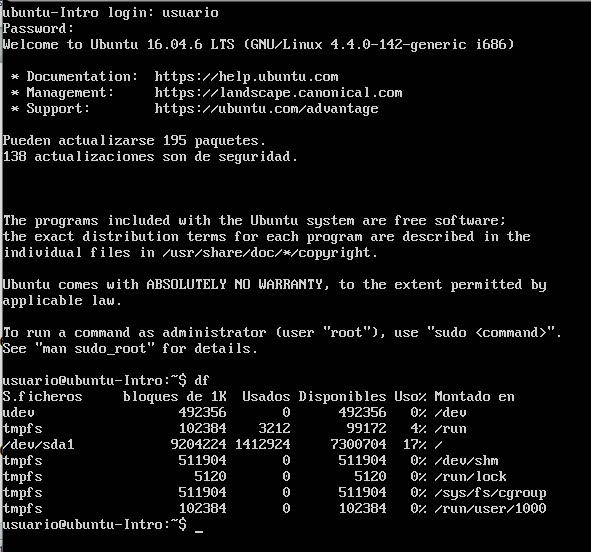 ubuntu-Intro login: usuario
Password:
Welcome to Ubuntu 16.04.6 LTS (GNU/Linux 4.4.0-142-generic i686)
* Documentation:  https://help.ubuntu.com
* Management:     https://landscape.canonical.com
* Support:        https://ubuntu.com/advantage
Pueden actualizarse 195 paquetes.
138 actualizaciones son de seguridad.
The programs included with the Ubuntu system are free software;
the exact distribution terms for each program are described in the
individual files in /usr/share/doc/*/copyright.
Ubuntu comes with ABSOLUTELY NO WARRANTY, to the extent permitted by
applicable law.
To run a command as administrator (user "root"), use "sudo <command>".
See "man sudo_root" for details.
usuario@ubuntu-Intro:~$ df
S.ficheros     bloques de 1K  Usados Disponibles Uso% Montado en
udev                  492356       0      492356   0% /dev
tmpfs                 102384    3212       99172   4% /run
/dev/sda1            9204224 1412924     7300704  17% /
tmpfs                 511904       0      511904   0% /dev/shm
tmpfs                   5120       0        5120   0% /run/lock
tmpfs                 511904       0      511904   0% /sys/fs/cgroup
tmpfs                 102384       0      102384   0% /run/user/1000
usuario@ubuntu-Intro:~$ _